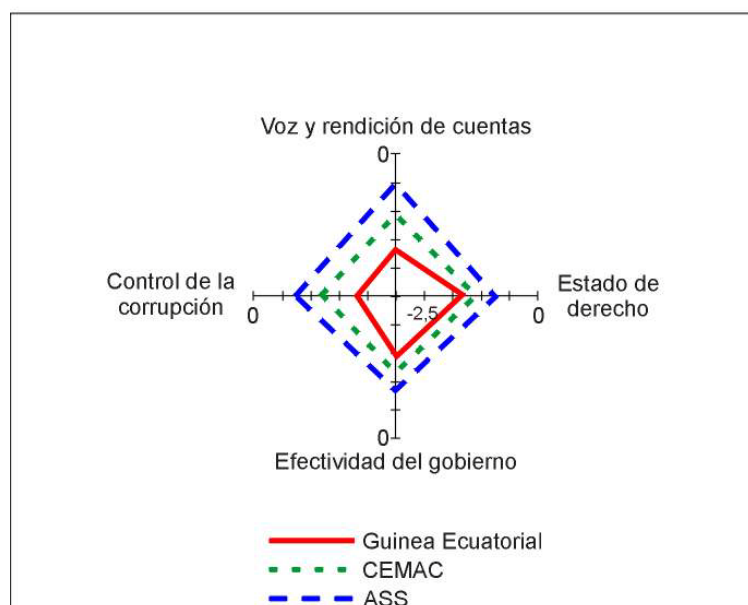 Voz y rendición de cuentas
0
Control de la
corrupción
0
-2,5
Estado de
derecho
0
0
Efectividad del gobierno
Guinea Ecuatorial
CEMAC
ASS